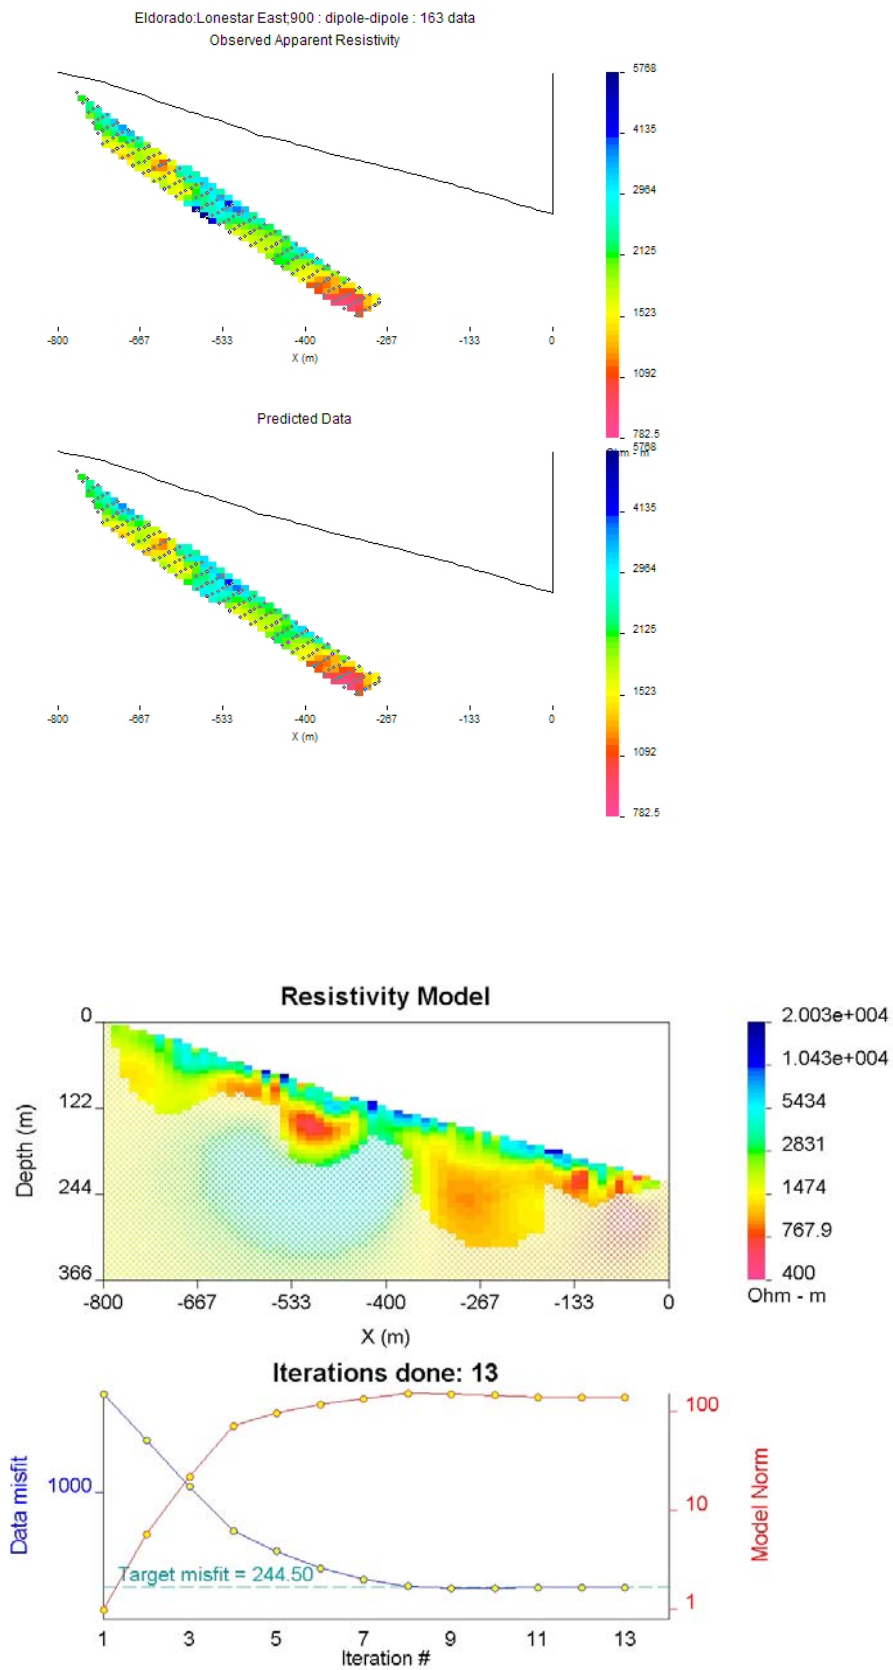 Eldorado:Lonestar East;900 : dipole-dipole : 163 data
Observed Apparent Resistivity
5768
4135
2964
2125
1523
1092
782.5
-800 -667 -533 -400 -267 -133 0
X (m)
Predicted Data
5768
4135
2964
2125
1523
1092
782.5
-800 -667 -533 -400 -267 -133 0
X (m)
Resistivity Model
Depth (m)
0
122
244
366
-800 -667 -533 -400 -267 -133 0
X (m)
2.003e+004
1.043e+004
5434
2831
1474
767.9
400
Ohm - m
Iterations done: 13
Data misfit
1000
Target misfit = 244.50
100
10
1
Model Norm
1 3 5 7 9 11 13
Iteration #